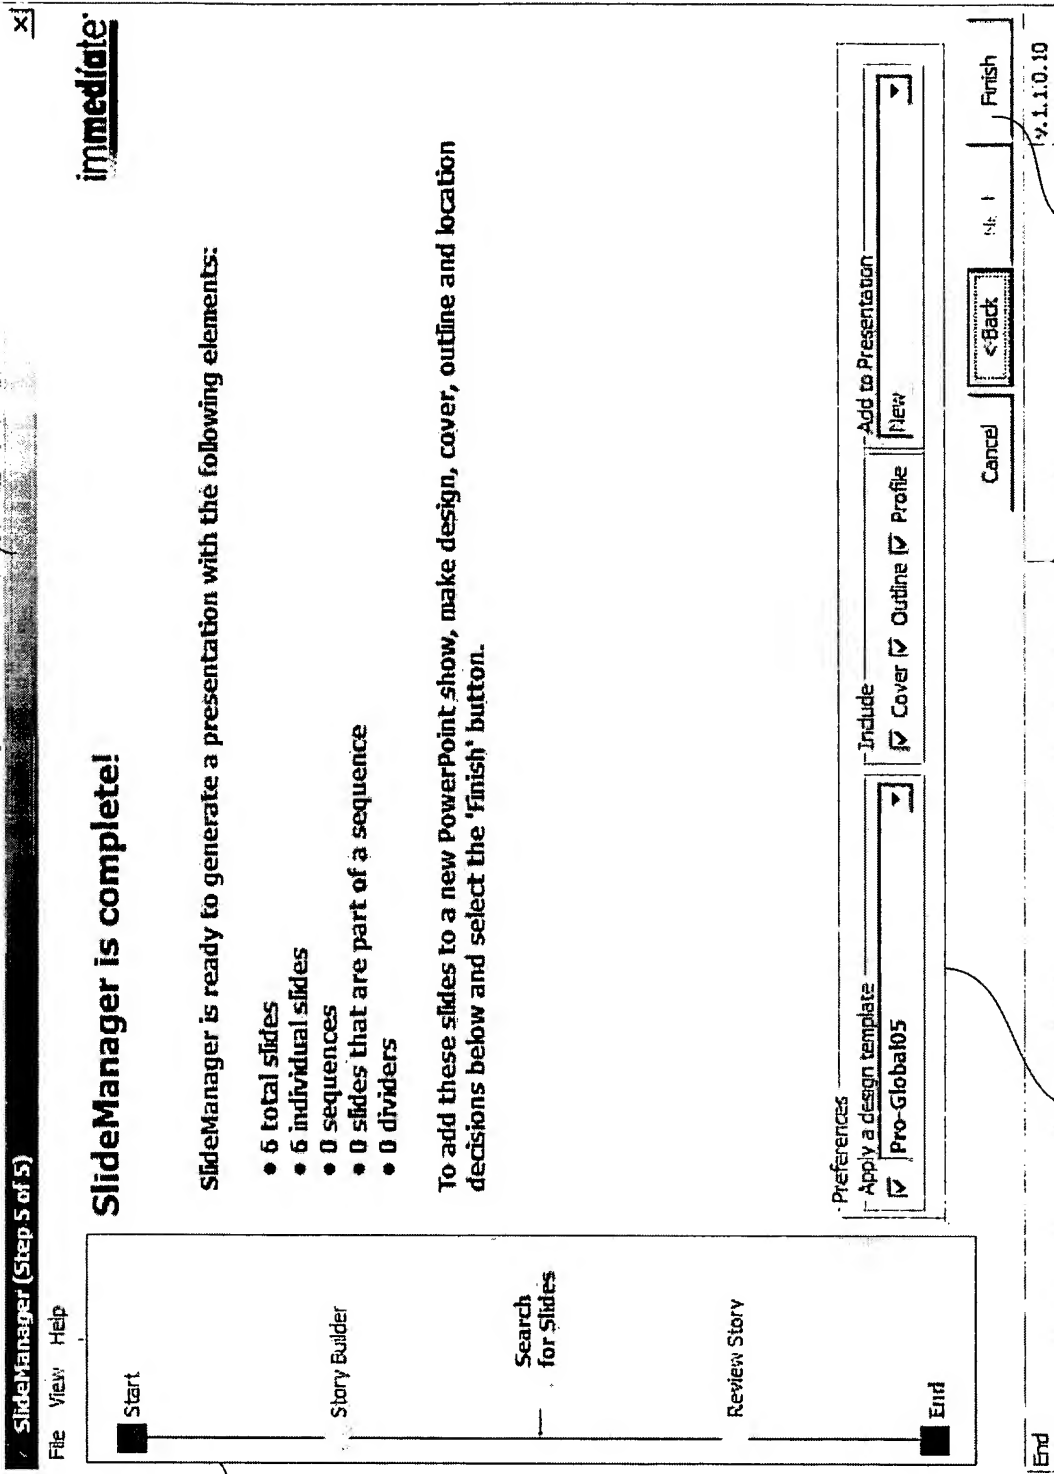 SlideManager (Step 5 of 5)
File View Help
immediate
Start
Story Builder
Search
for Slides
Review Story
End
SlideManager is complete!
SlideManager is ready to generate a presentation with the following elements:
• 6 total slides
• 6 individual slides
• 0 sequences
• 0 slides that are part of a sequence
• 0 dividers
To add these slides to a new PowerPoint show, make design, cover, outline and location
decisions below and select the 'Finish' button.
Preferences
Apply a design template
Pro-Global05
Include
Cover Outline Profile
Add to Presentation
New
Cancel <Back Finish
End
v.1.1.0.10